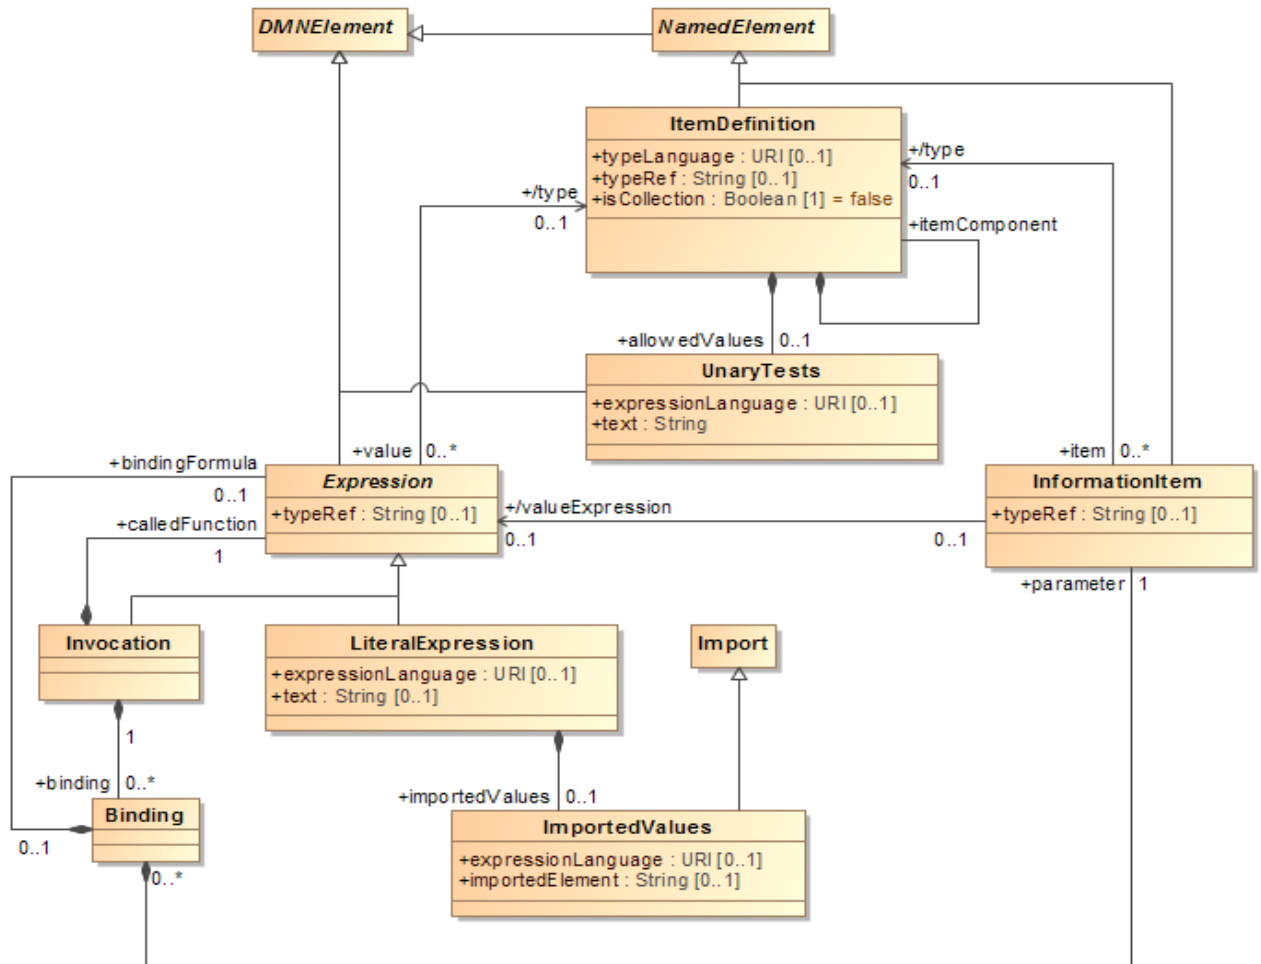 DMNElement
NamedElement
ItemDefinition
+typeLanguage : URI [0..1]
+typeRef : String [0..1]
+isCollection : Boolean [1] = false
+/type
0..1
+/type
0..1
+itemComponent
+allowedValues
0..1
UnaryTests
+expressionLanguage : URI [0..1]
+text : String
+value
0..*
+item
0..*
+bindingFormula
0..1
Expression
+typeRef : String [0..1]
+/valueExpression
0..1
0..1
InformationItem
+typeRef : String [0..1]
+calledFunction
1
+parameter
1
Invocation
LiteralExpression
+expressionLanguage : URI [0..1]
+text : String [0..1]
Import
1
+binding
0..*
+importedValues
0..1
Binding
0..1
0..*
ImportedValues
+expressionLanguage : URI [0..1]
+importedElement : String [0..1]